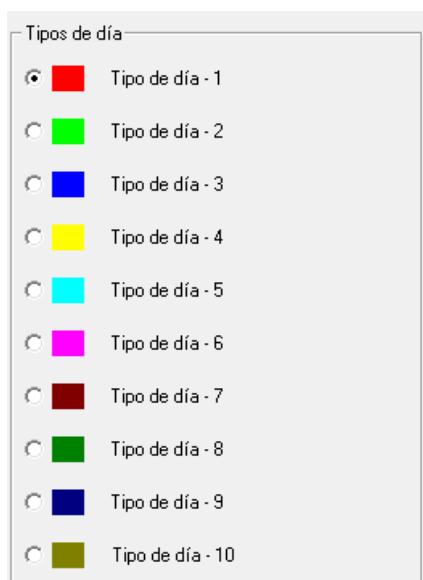 Tipos de día
Tipo de día - 1
Tipo de día - 2
Tipo de día - 3
Tipo de día - 4
Tipo de día - 5
Tipo de día - 6
Tipo de día - 7
Tipo de día - 8
Tipo de día - 9
Tipo de día - 10